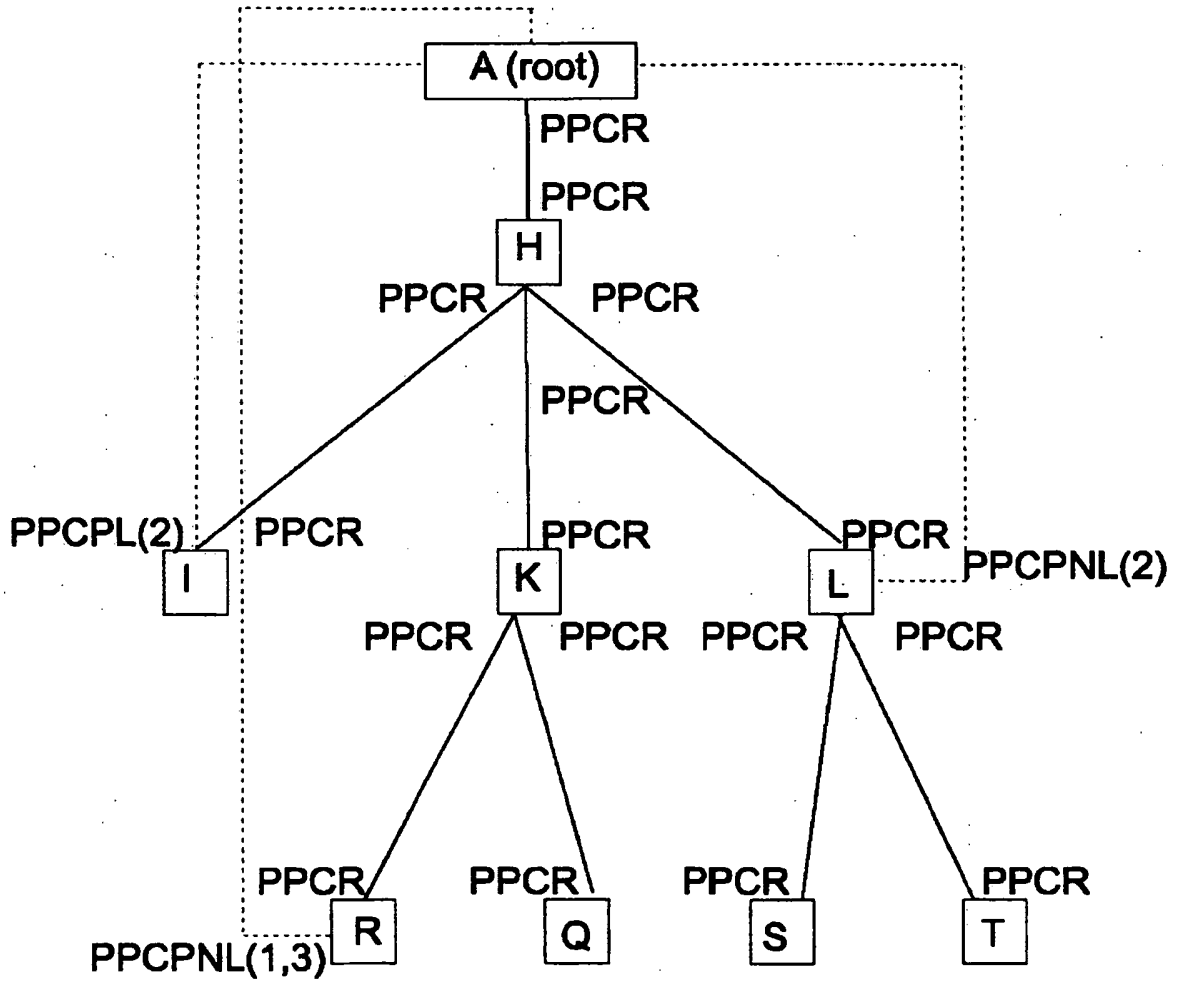 A (root)
PPCR
PPCR
H
PPCR PPCR
PPCR
PPCPL(2) PPCR PPCR PPCR
I K L PPCPNL(2)
PPCR PPCR PPCR PPCR
PPCR PPCR PPCR PPCR
R Q S T
PPCPNL(1,3)